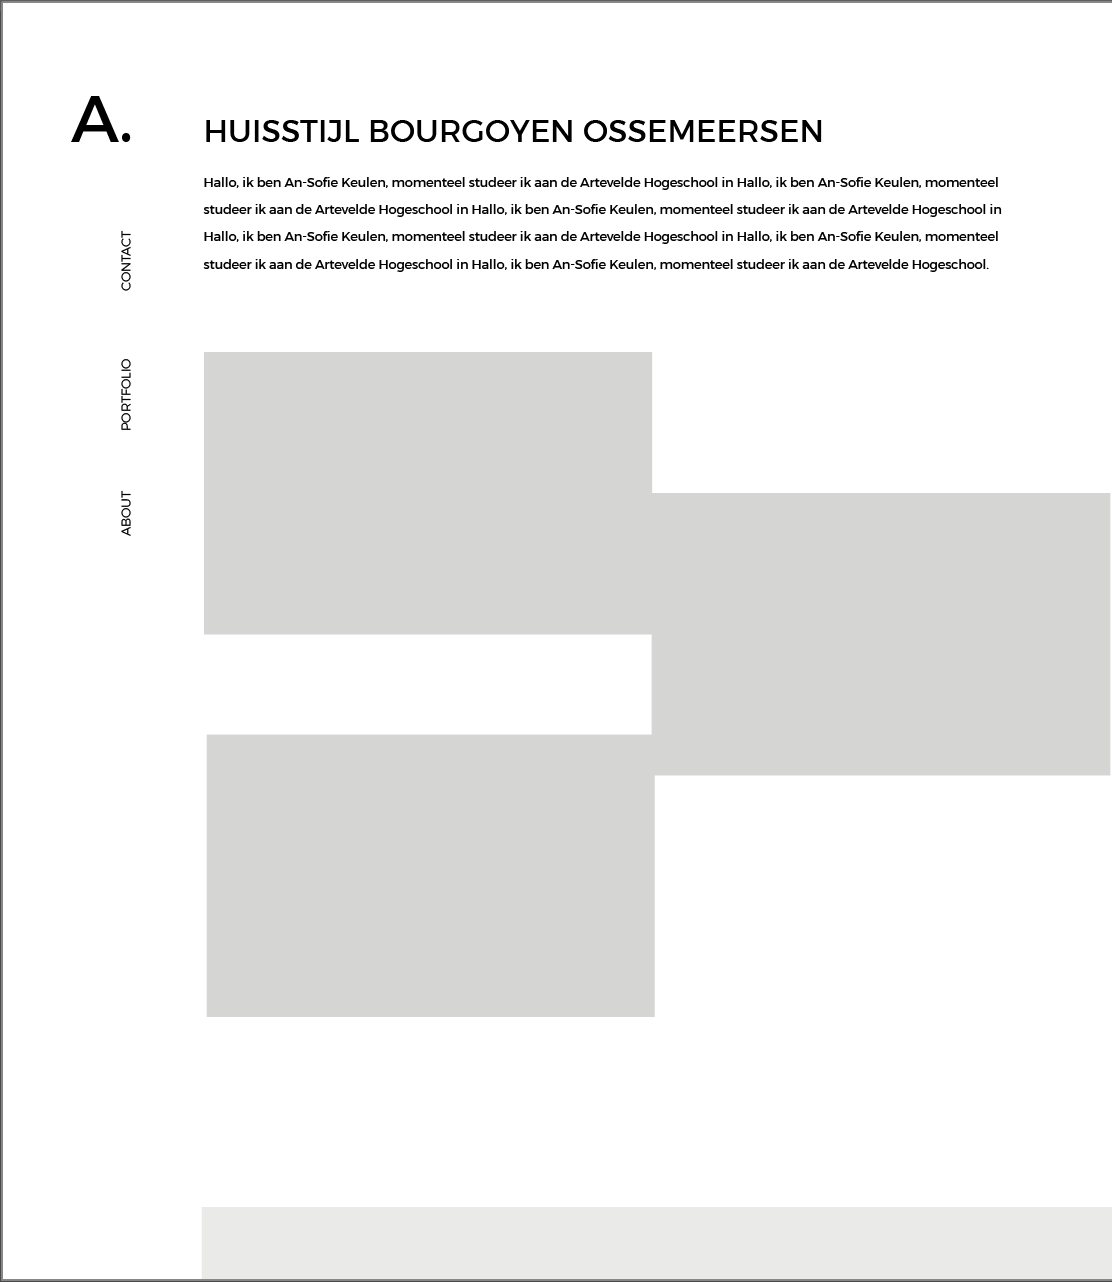 A.
HUISSTIJL BOURGOYEN OSSEMEERSEN
Hallo, ik ben An-Sofie Keulen, momenteel studeer ik aan de Artevelde Hogeschool in Hallo, ik ben An-Sofie Keulen, momenteel
studeer ik aan de Artevelde Hogeschool in Hallo, ik ben An-Sofie Keulen, momenteel studeer ik aan de Artevelde Hogeschool in
Hallo, ik ben An-Sofie Keulen, momenteel studeer ik aan de Artevelde Hogeschool in Hallo, ik ben An-Sofie Keulen, momenteel
studeer ik aan de Artevelde Hogeschool in Hallo, ik ben An-Sofie Keulen, momenteel studeer ik aan de Artevelde Hogeschool.
CONTACT
PORTFOLIO
ABOUT